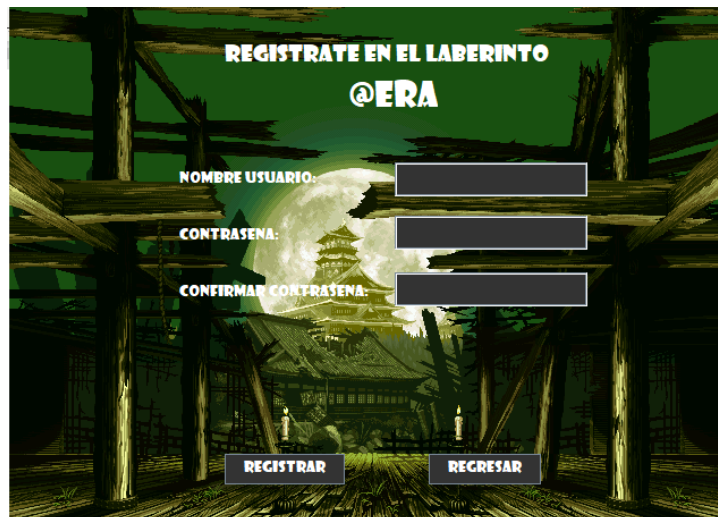 REGISTRATE EN EL LABERINTO
@ERA
NOMBRE USUARIO:
CONTRASENA:
CONFIRMAR CONTRASENA:
REGISTRAR
REGRESAR